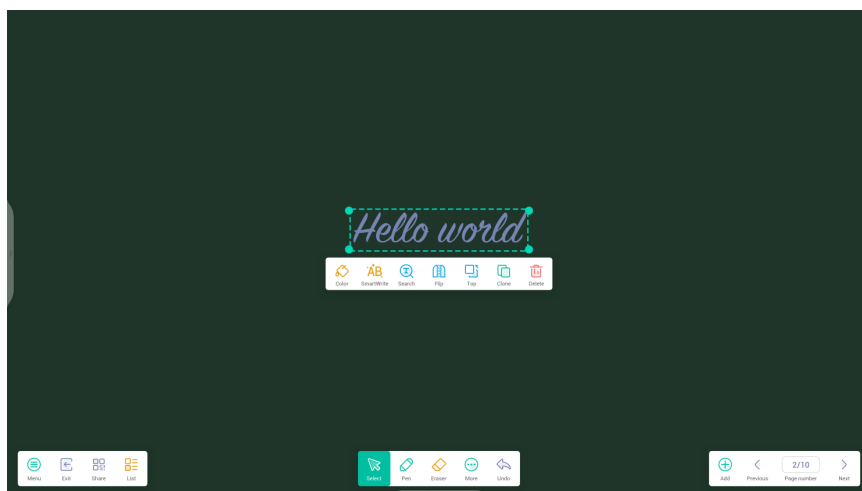 Hello world
Color SmartWrite Search Flip Top Clone Delete
Menu Exit Share List Select Pen Eraser More Undo Add Previous 2/10 Page number Next